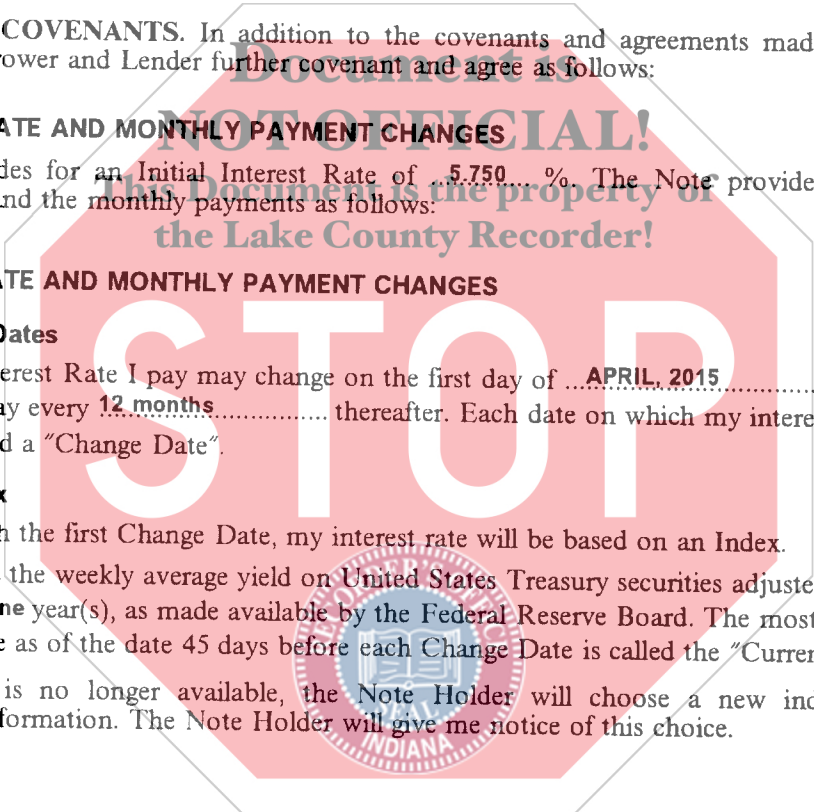 COVENANTS. In addition to the covenants and agreements mad
ower and Lender further covenant and agree as follows:
Document is
ATE AND MONTHLY PAYMENT CHANGES
NOT OFFICIAL!
des for an Initial Interest Rate of ..5.750... %. The Note provide
This Document is the property of
nd the monthly payments as follows:
the Lake County Recorder!
TE AND MONTHLY PAYMENT CHANGES
STOP
Dates
erest Rate I pay may change on the first day of ...APRIL, 2015..............
ay every 12 months................ thereafter. Each date on which my intere
d a "Change Date".
x
h the first Change Date, my interest rate will be based on an Index.
the weekly average yield on United States Treasury securities adjuste
ne year(s), as made available by the Federal Reserve Board. The most
e as of the date 45 days before each Change Date is called the "Curren
is no longer available, the Note Holder will choose a new ind
formation. The Note Holder will give me notice of this choice.
SEAL
INDIANA